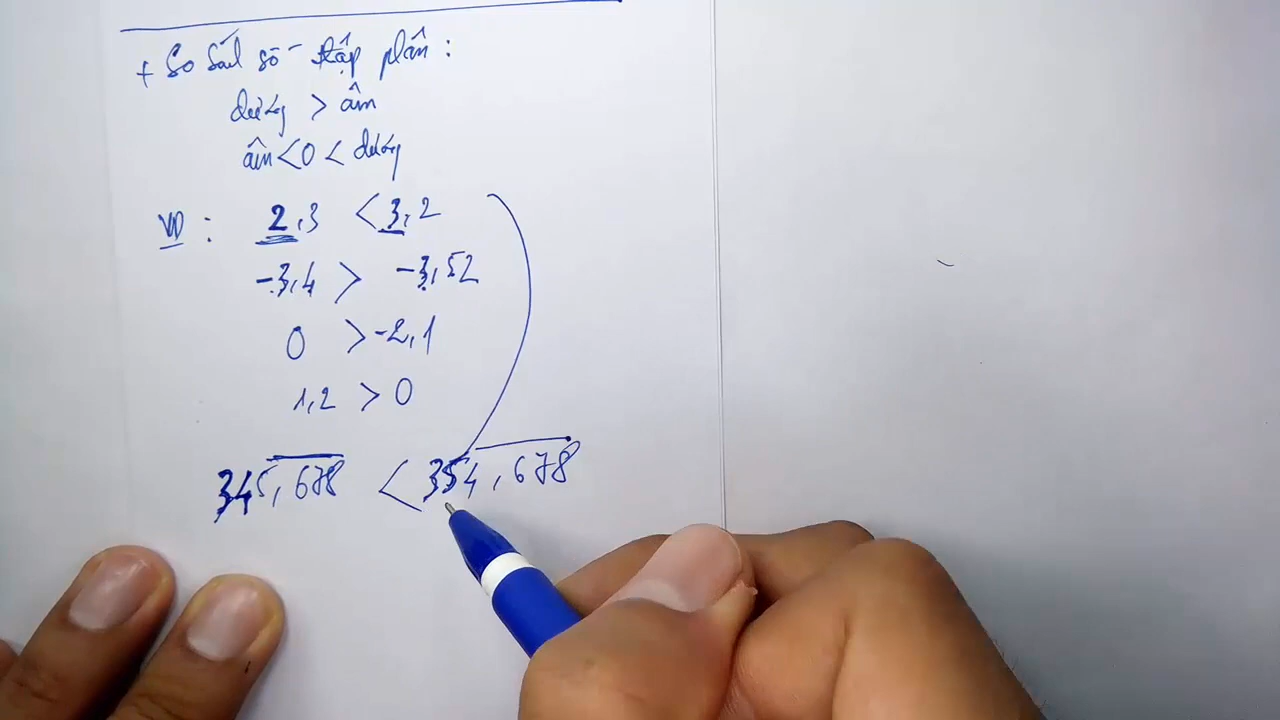 + So sánh số thập phân :
dương > âm
âm < 0 < dương
VD : 2,3 < 3,2
-3,4 > -3,52
0 > -2,1
1,2 > 0
345,678 < 354,678